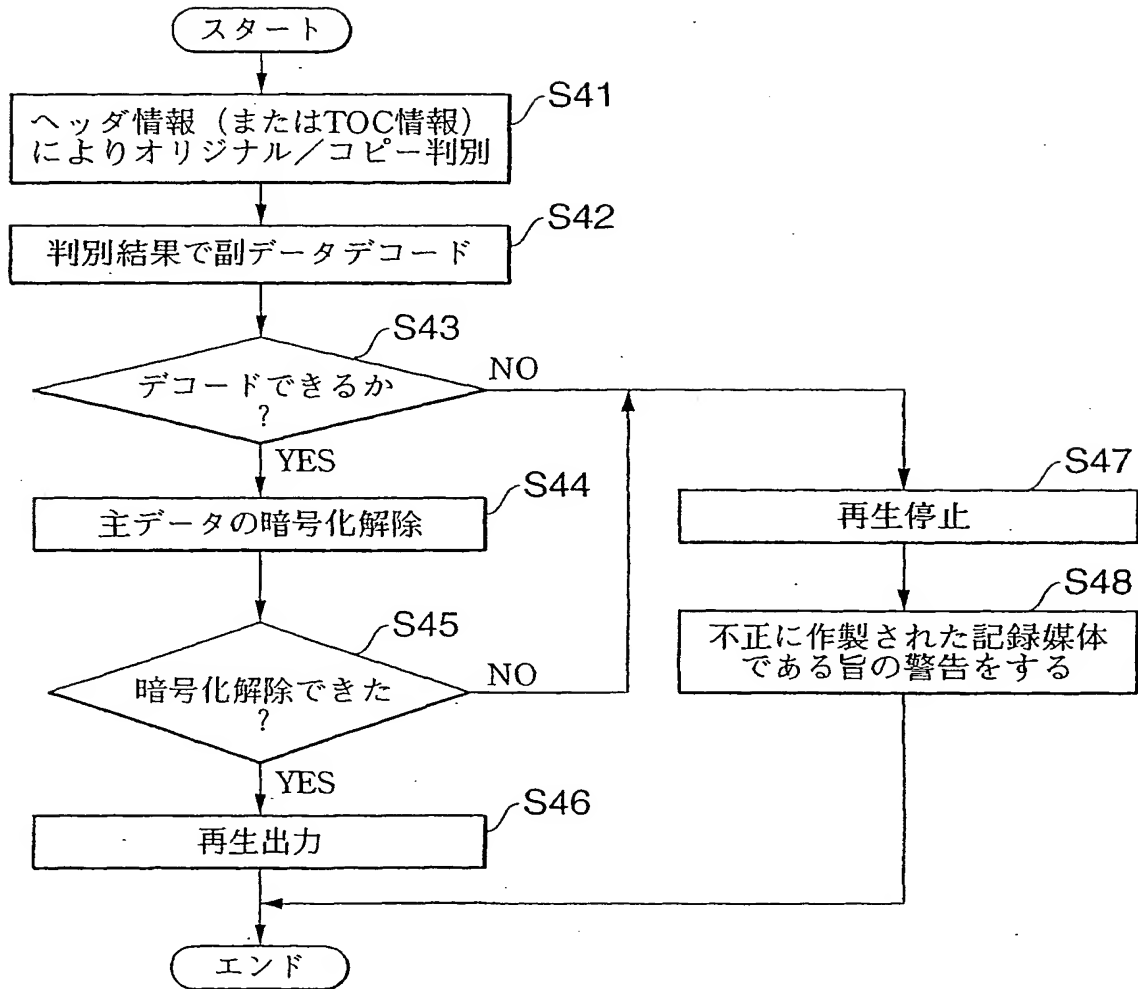 スタート
S41
ヘッダ情報（またはTOC情報）
によりオリジナル／コピー判別
S42
判別結果で副データデコード
S43
デコードできるか
?
NO
YES
S44
主データの暗号化解除
S45
暗号化解除できた
?
NO
YES
S46
再生出力
S47
再生停止
S48
不正に作製された記録媒体
である旨の警告をする
エンド